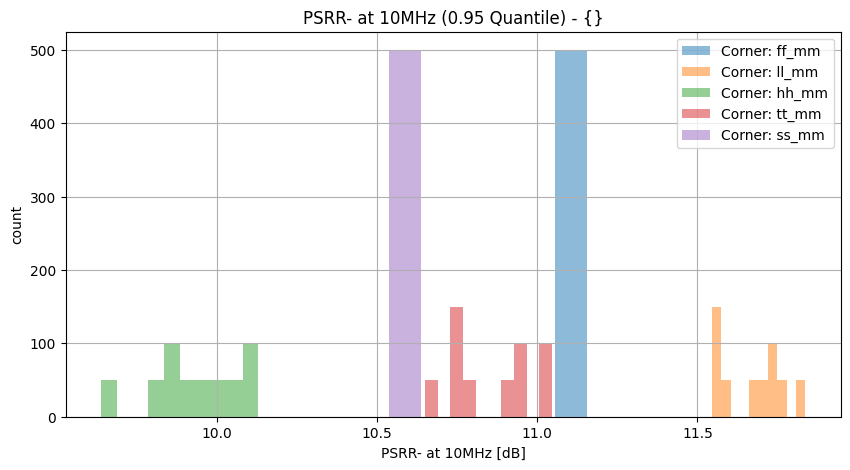 PSRR- at 10MHz (0.95 Quantile) - {}
Corner: ff_mm
Corner: ll_mm
Corner: hh_mm
Corner: tt_mm
Corner: ss_mm
500
400
300
200
100
0
count
10.0
10.5
11.0
11.5
PSRR- at 10MHz [dB]